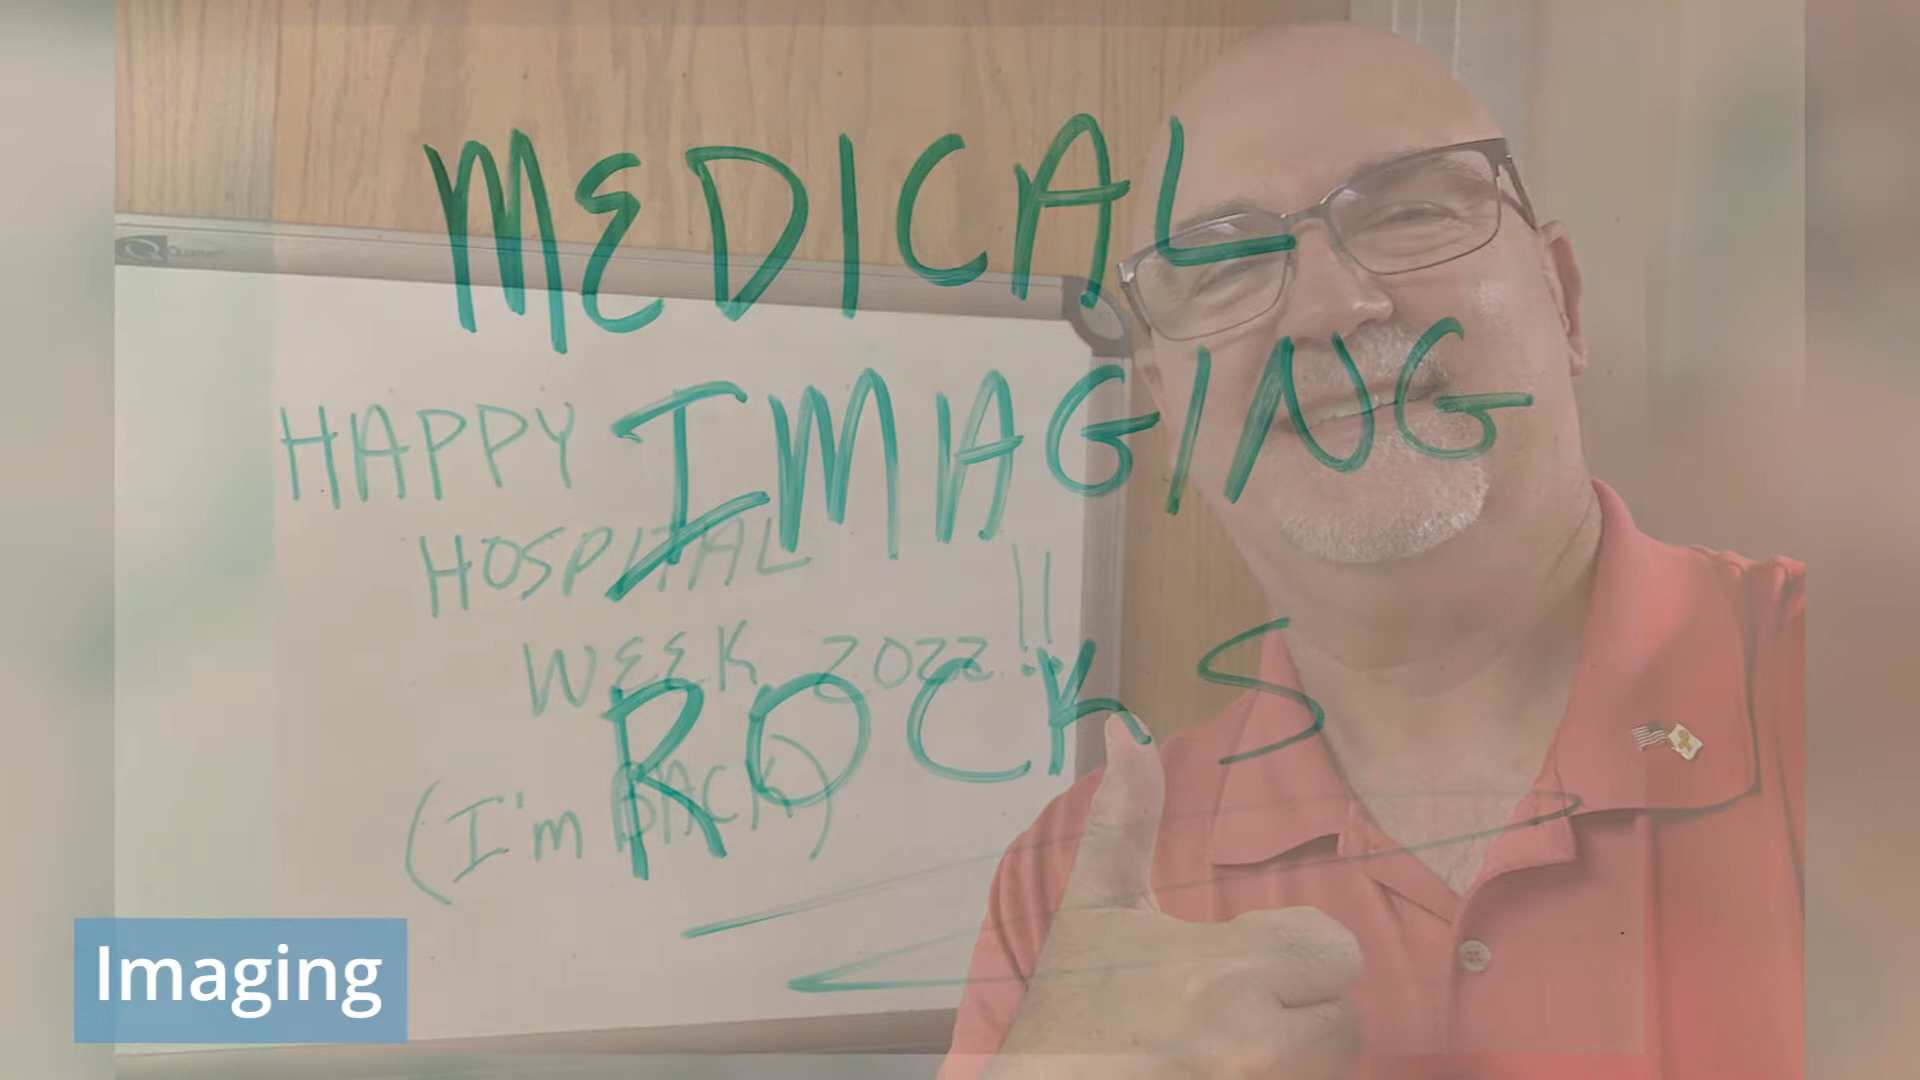 MEDICAL
IMAGING
ROCKS
HAPPY
HOSPITAL
WEEK 2022!!
(I'm BACK)
Imaging